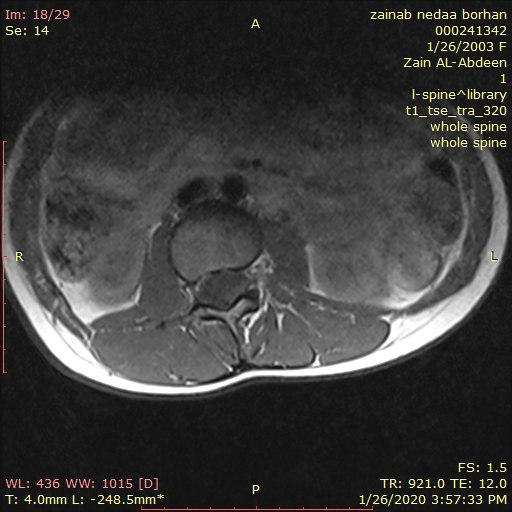 Im: 18/29
Se: 14
A
zainab nedaa borhan
000241342
1/26/2003 F
Zain AL-Abdeen
1
l-spine^library
t1_tse_tra_320
whole spine
whole spine
R
L
WL: 436 WW: 1015 [D]
T: 4.0mm L: -248.5mm*
P
FS: 1.5
TR: 921.0 TE: 12.0
1/26/2020 3:57:33 PM